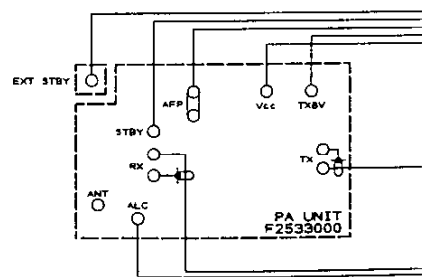 EXT STBY
AFP
Vcc
TX8V
STBY
RX
TX
ANT
ALC
PA UNIT
F2533000